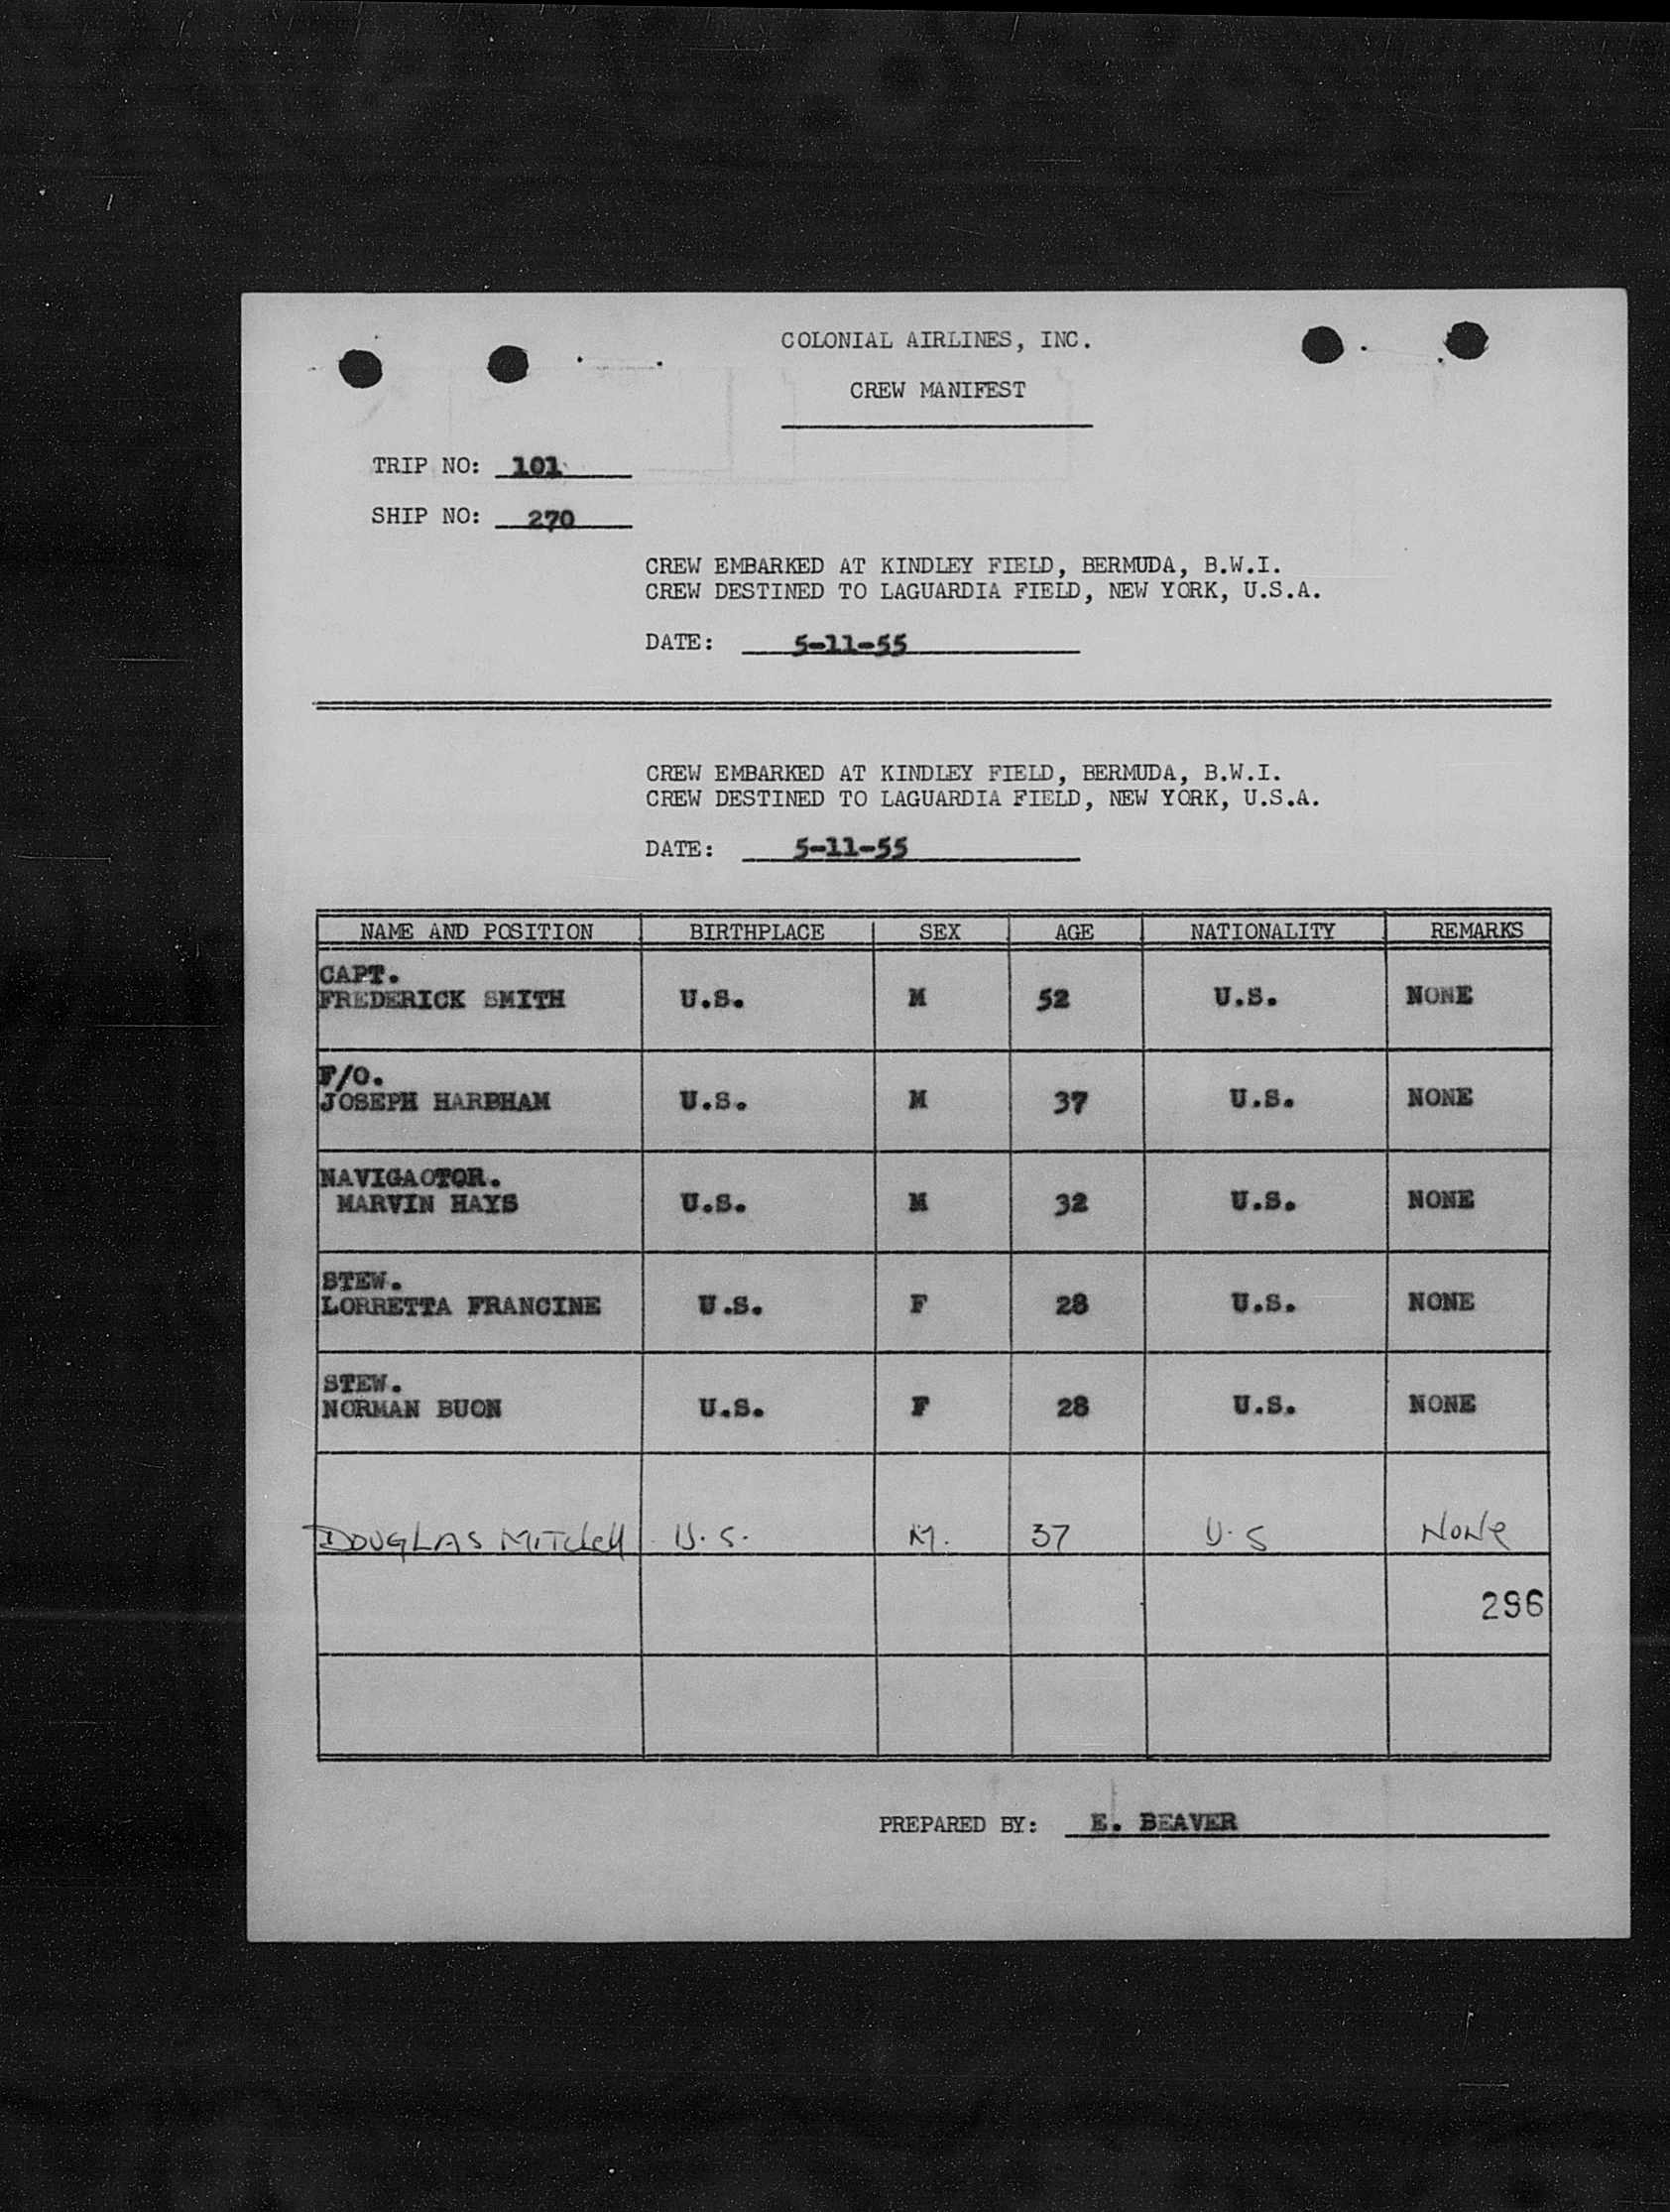 COLONIAL AIRLINES, INC.
CREW MANIFEST
TRIP NO: 101
SHIP NO: 270
CREW EMBARKED AT KINDLEY FIELD, BERMUDA, B.W.I.
CREW DESTINED TO LAGUARDIA FIELD, NEW YORK, U.S.A.
DATE: 5-11-55
CREW EMBARKED AT KINDLEY FIELD, BERMUDA, B.W.I.
CREW DESTINED TO LAGUARDIA FIELD, NEW YORK, U.S.A.
DATE: 5-11-55
NAME AND POSITION BIRTHPLACE SEX AGE NATIONALITY REMARKS
CAPT.
FREDERICK SMITH U.S. M 52 U.S. NONE
F/O.
JOSEPH HARBHAM U.S. M 37 U.S. NONE
NAVIGAOTOR.
MARVIN HAYS U.S. M 32 U.S. NONE
STEW.
LORRETTA FRANCINE U.S. F 28 U.S. NONE
STEW.
NORMAN BUON U.S. F 28 U.S. NONE
DOUGLAS MITchell U.S. M. 37 U.S NoNe
296
PREPARED BY: E. BEAVER